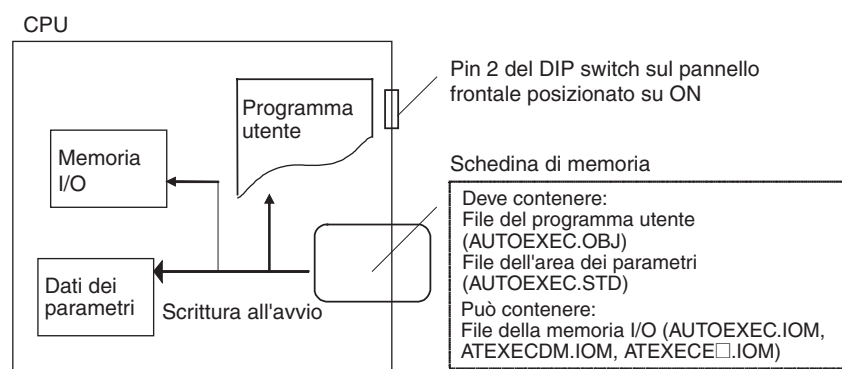 CPU
Pin 2 del DIP switch sul pannello
frontale posizionato su ON
Programma
utente
Memoria
I/O
Schedina di memoria
Deve contenere:
File del programma utente
(AUTOEXEC.OBJ)
File dell'area dei parametri
(AUTOEXEC.STD)
Può contenere:
File della memoria I/O (AUTOEXEC.IOM,
ATEXECDM.IOM, ATEXECE□.IOM)
Dati dei
parametri
Scrittura all'avvio